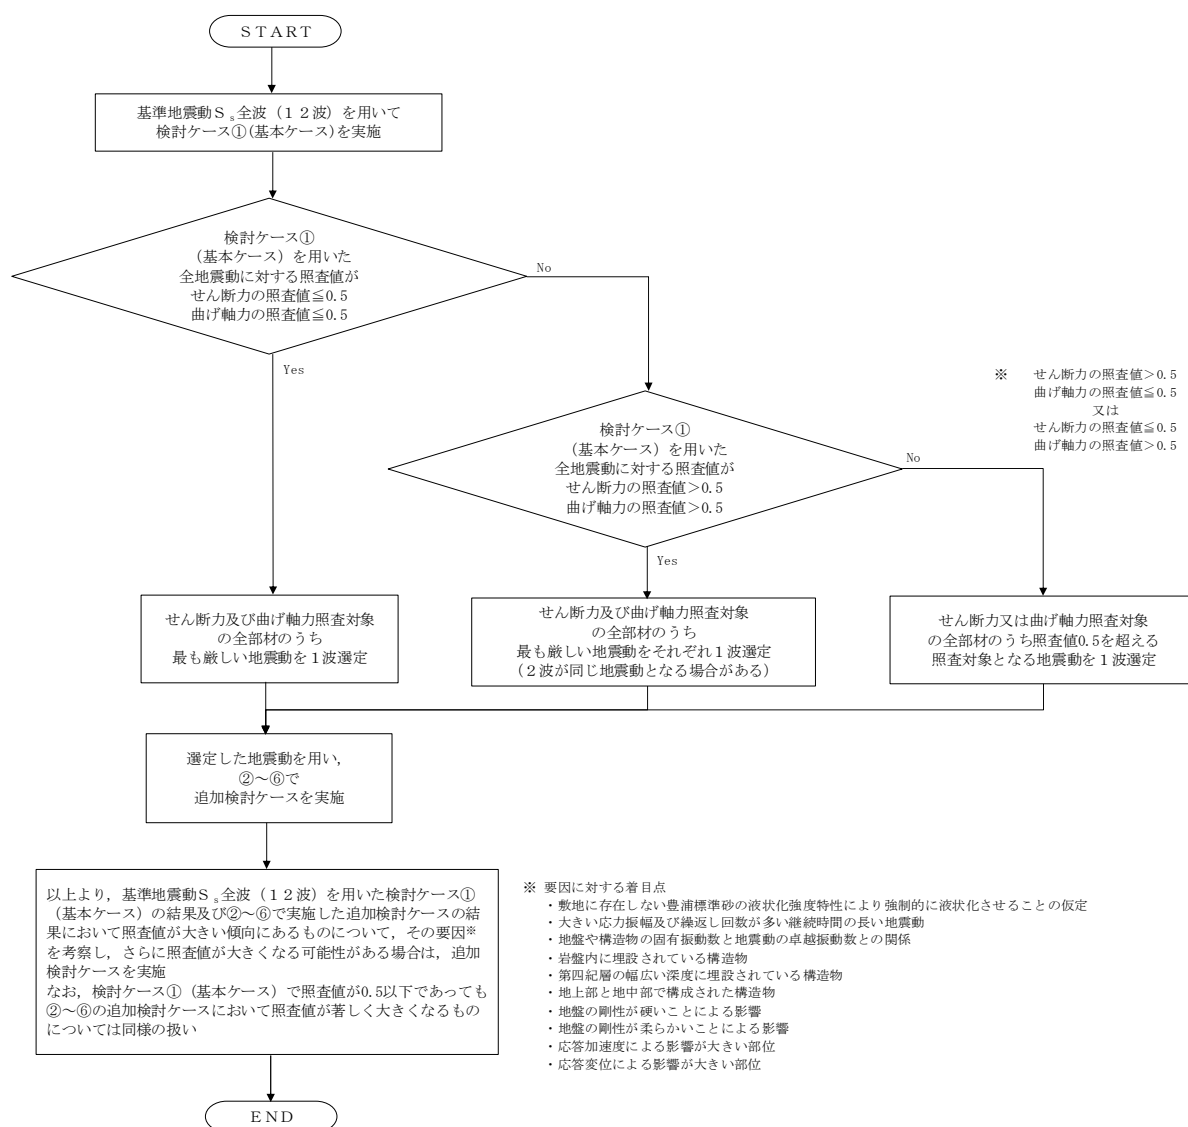 ＳＴＡＲＴ
基準地震動Ｓｓ全波（１２波）を用いて
検討ケース①(基本ケース)を実施
検討ケース①
（基本ケース）を用いた
全地震動に対する照査値が
せん断力の照査値≦0.5
曲げ軸力の照査値≦0.5
No
Yes
※ せん断力の照査値＞0.5
曲げ軸力の照査値≦0.5
又は
せん断力の照査値≦0.5
曲げ軸力の照査値＞0.5
検討ケース①
（基本ケース）を用いた
全地震動に対する照査値が
せん断力の照査値＞0.5
曲げ軸力の照査値＞0.5
No
Yes
せん断力及び曲げ軸力照査対象
の全部材のうち
最も厳しい地震動を１波選定
せん断力及び曲げ軸力照査対象
の全部材のうち
最も厳しい地震動をそれぞれ１波選定
（２波が同じ地震動となる場合がある）
せん断力又は曲げ軸力照査対象
の全部材のうち照査値0.5を超える
照査対象となる地震動を１波選定
選定した地震動を用い，
②～⑥で
追加検討ケースを実施
以上より，基準地震動Ｓｓ全波（１２波）を用いた検討ケース①
（基本ケース）の結果及び②～⑥で実施した追加検討ケースの結
果において照査値が大きい傾向にあるものについて，その要因※
を考察し，さらに照査値が大きくなる可能性がある場合は，追加
検討ケースを実施
なお，検討ケース①（基本ケース）で照査値が0.5以下であっても
②～⑥の追加検討ケースにおいて照査値が著しく大きくなるもの
については同様の扱い
※ 要因に対する着目点
・敷地に存在しない豊浦標準砂の液状化強度特性により強制的に液状化させることの仮定
・大きい応力振幅及び繰返し回数が多い継続時間の長い地震動
・地盤や構造物の固有振動数と地震動の卓越振動数との関係
・岩盤内に埋設されている構造物
・第四紀層の幅広い深度に埋設されている構造物
・地上部と地中部で構成された構造物
・地盤の剛性が硬いことによる影響
・地盤の剛性が柔らかいことによる影響
・応答加速度による影響が大きい部位
・応答変位による影響が大きい部位
ＥＮＤ